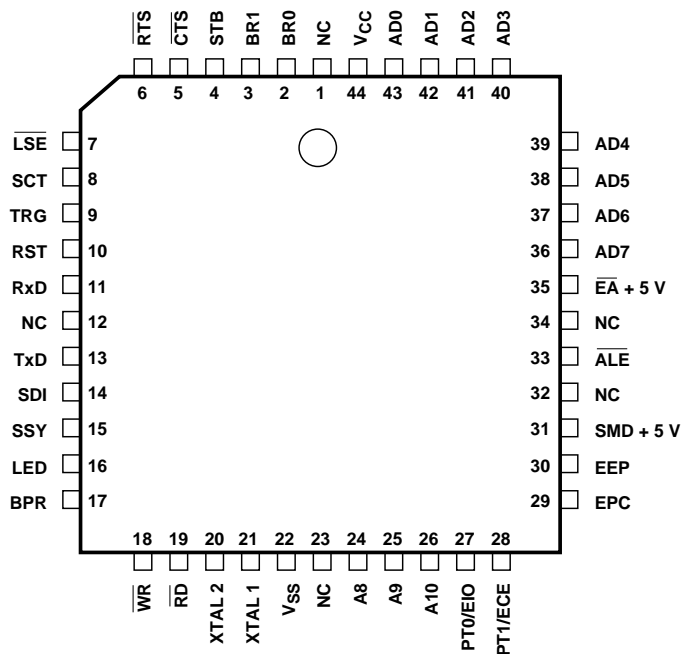 RTS CTS STB BR1 BR0 NC VCC AD0 AD1 AD2 AD3
6 5 4 3 2 1 44 43 42 41 40
LSE 7 39 AD4
SCT 8 38 AD5
TRG 9 37 AD6
RST 10 36 AD7
RxD 11 35 EA + 5 V
NC 12 34 NC
TxD 13 33 ALE
SDI 14 32 NC
SSY 15 31 SMD + 5 V
LED 16 30 EEP
BPR 17 29 EPC
18 19 20 21 22 23 24 25 26 27 28
WR RD XTAL 2 XTAL 1 VSS NC A8 A9 A10 PT0/EIO PT1/ECE